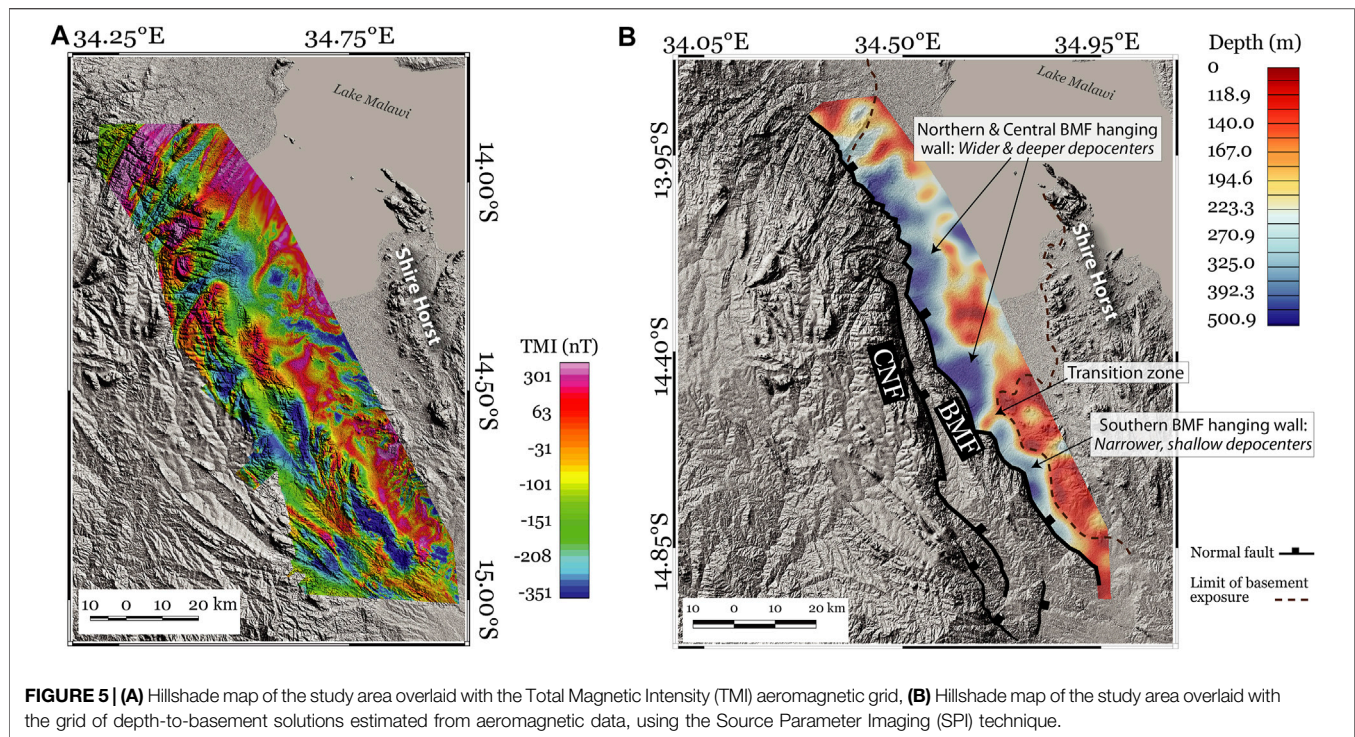 A
34.25°E 34.75°E
Lake Malawi
14.00°S
Shire Horst
14.50°S
TMI (nT)
301
63
-31
-101
-151
-208
-351
15.00°S
10 0 10 20 km
B
34.05°E 34.50°E 34.95°E
Lake Malawi
13.95°S
Northern & Central BMF hanging
wall: Wider & deeper depocenters
Shire Horst
14.40°S
CNF
BMF
Transition zone
Southern BMF hanging wall:
Narrower, shallow depocenters
14.85°S
10 0 10 20 km
Depth (m)
0
118.9
140.0
167.0
194.6
223.3
270.9
325.0
392.3
500.9
Normal fault
Limit of basement
exposure
FIGURE 5 | (A) Hillshade map of the study area overlaid with the Total Magnetic Intensity (TMI) aeromagnetic grid, (B) Hillshade map of the study area overlaid with
the grid of depth-to-basement solutions estimated from aeromagnetic data, using the Source Parameter Imaging (SPI) technique.